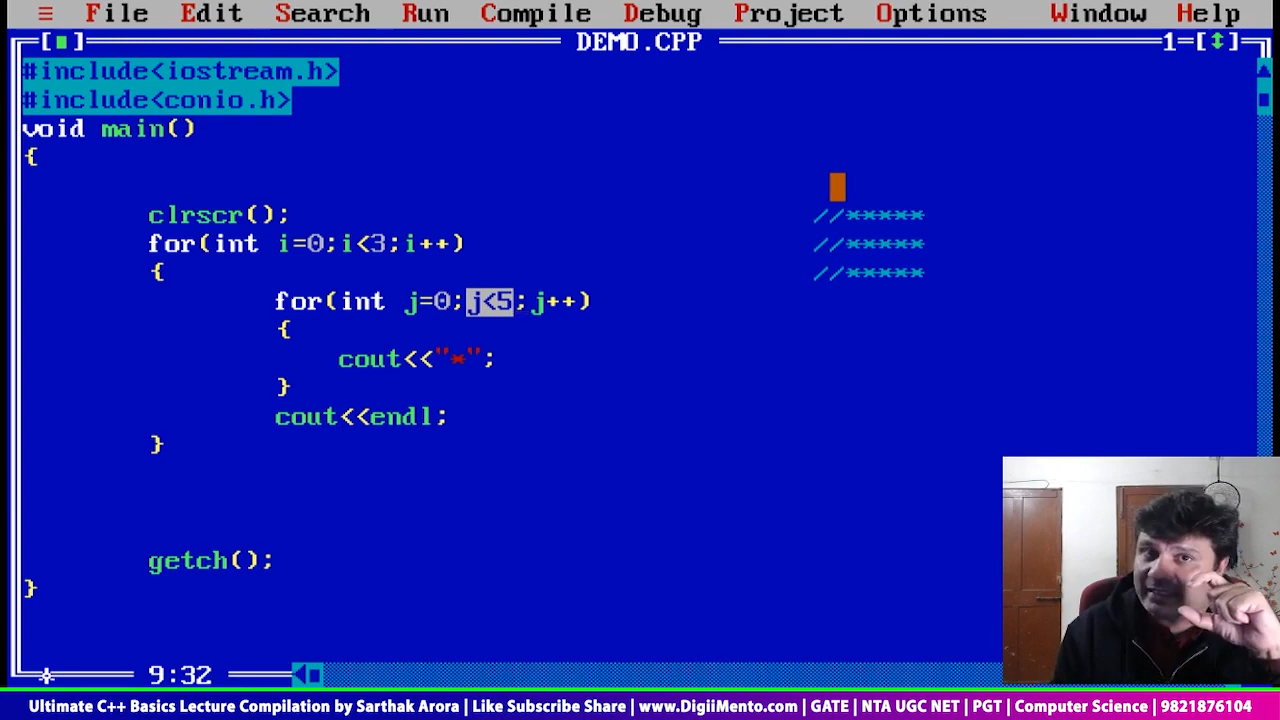 ≡ File Edit Search Run Compile Debug Project Options Window Help
[■] DEMO.CPP 1=[↕]
#include<iostream.h>
#include<conio.h>
void main()
{
clrscr(); //*****
for(int i=0;i<3;i++) //*****
{ //*****
for(int j=0;j<5;j++)
{
cout<<"*";
}
cout<<endl;
}
getch();
}
9:32
Ultimate C++ Basics Lecture Compilation by Sarthak Arora | Like Subscribe Share | www.DigiiMento.com | GATE | NTA UGC NET | PGT | Computer Science | 9821876104